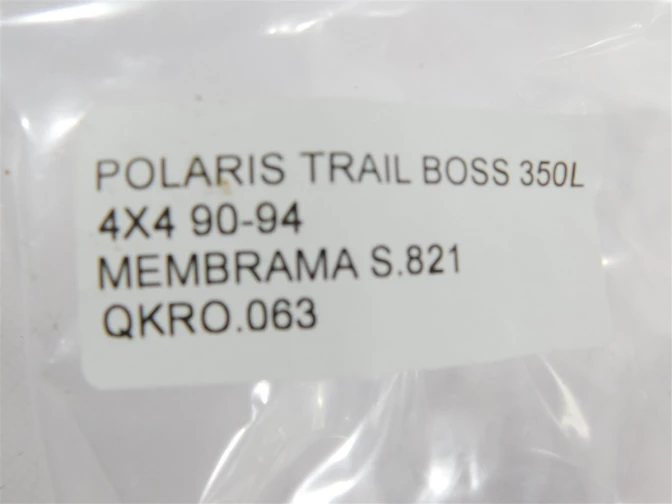 POLARIS TRAIL BOSS 350L
4X4 90-94
MEMBRAMA S.821
QKRO.063